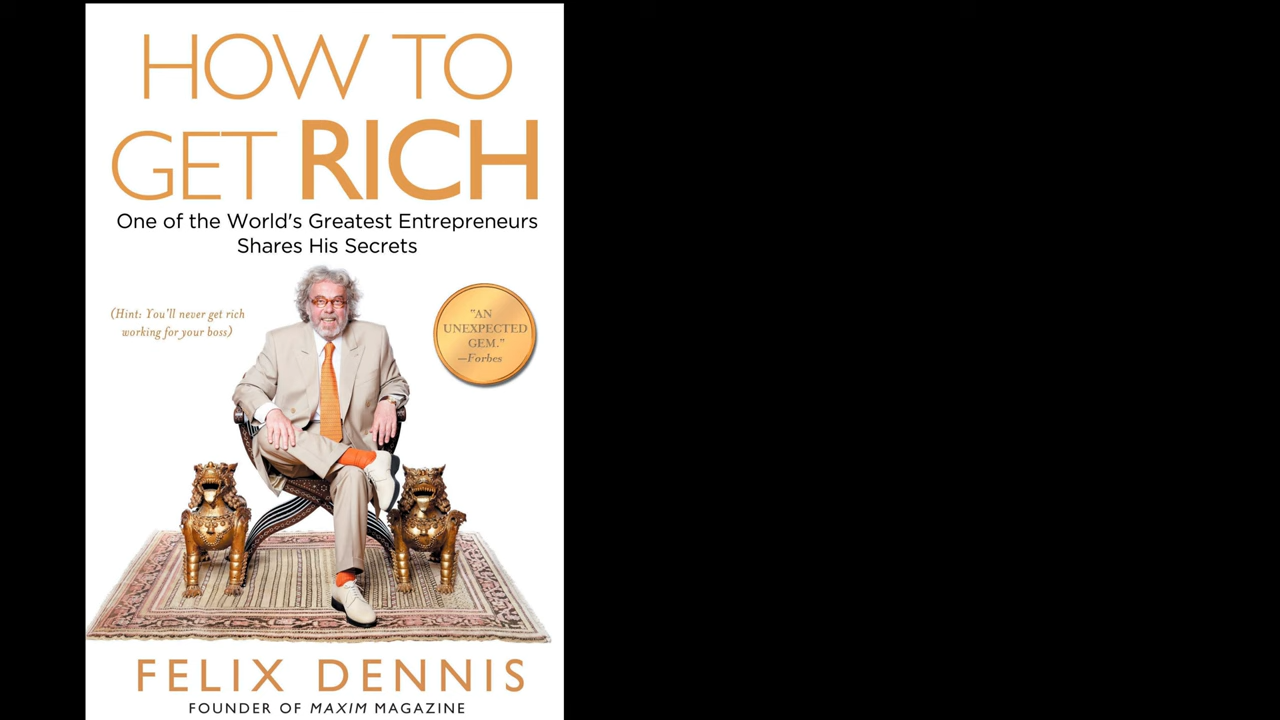 HOW TO
GET RICH
One of the World's Greatest Entrepreneurs
Shares His Secrets
(Hint: You'll never get rich
working for your boss)
"AN
UNEXPECTED
GEM."
—Forbes
FELIX DENNIS
FOUNDER OF MAXIM MAGAZINE